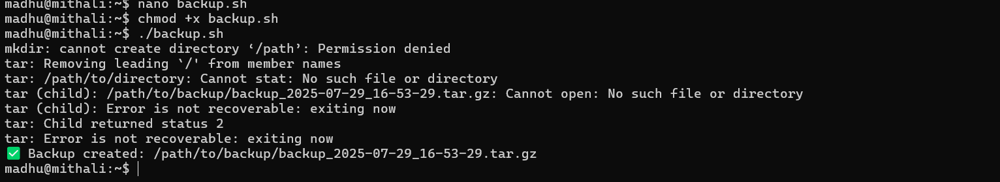 madhu@mithali:~$ nano backup.sh
madhu@mithali:~$ chmod +x backup.sh
madhu@mithali:~$ ./backup.sh
mkdir: cannot create directory ‘/path’: Permission denied
tar: Removing leading `/' from member names
tar: /path/to/directory: Cannot stat: No such file or directory
tar (child): /path/to/backup/backup_2025-07-29_16-53-29.tar.gz: Cannot open: No such file or directory
tar (child): Error is not recoverable: exiting now
tar: Child returned status 2
tar: Error is not recoverable: exiting now
✅ Backup created: /path/to/backup/backup_2025-07-29_16-53-29.tar.gz
madhu@mithali:~$